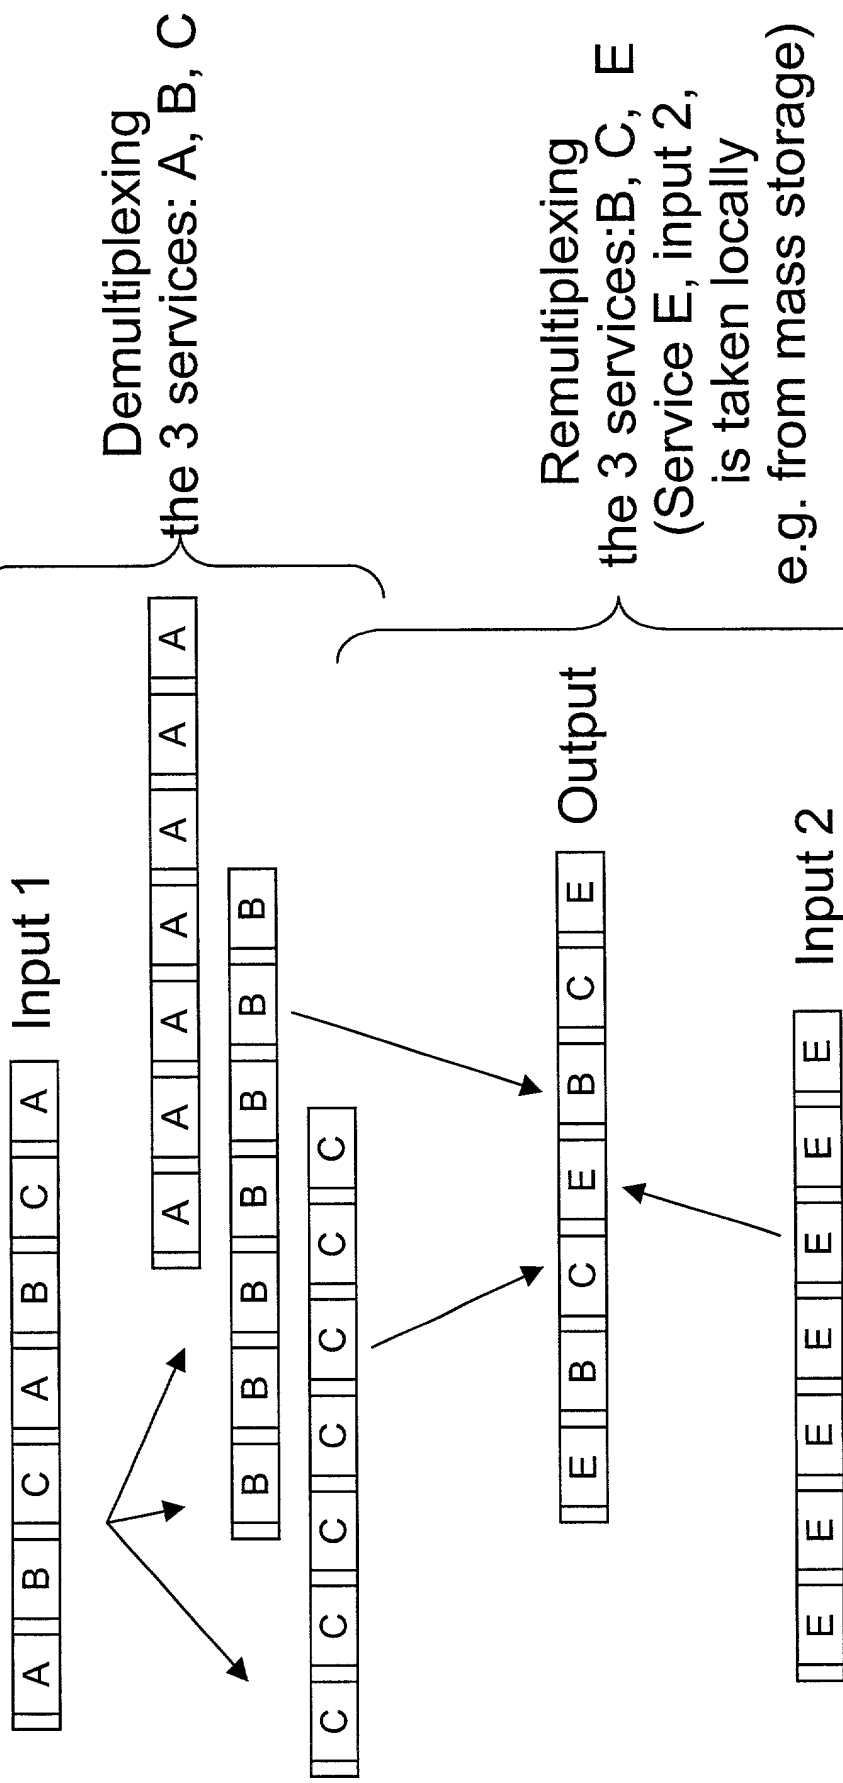 A B C A B C A Input 1
Demultiplexing
the 3 services: A, B, C
A A A A A A A
B B B B B B B
C C C C C C C
E B C E B C E Output
Remultiplexing
the 3 services:B, C, E
(Service E, input 2,
is taken locally
e.g. from mass storage)
E E E E E E E Input 2